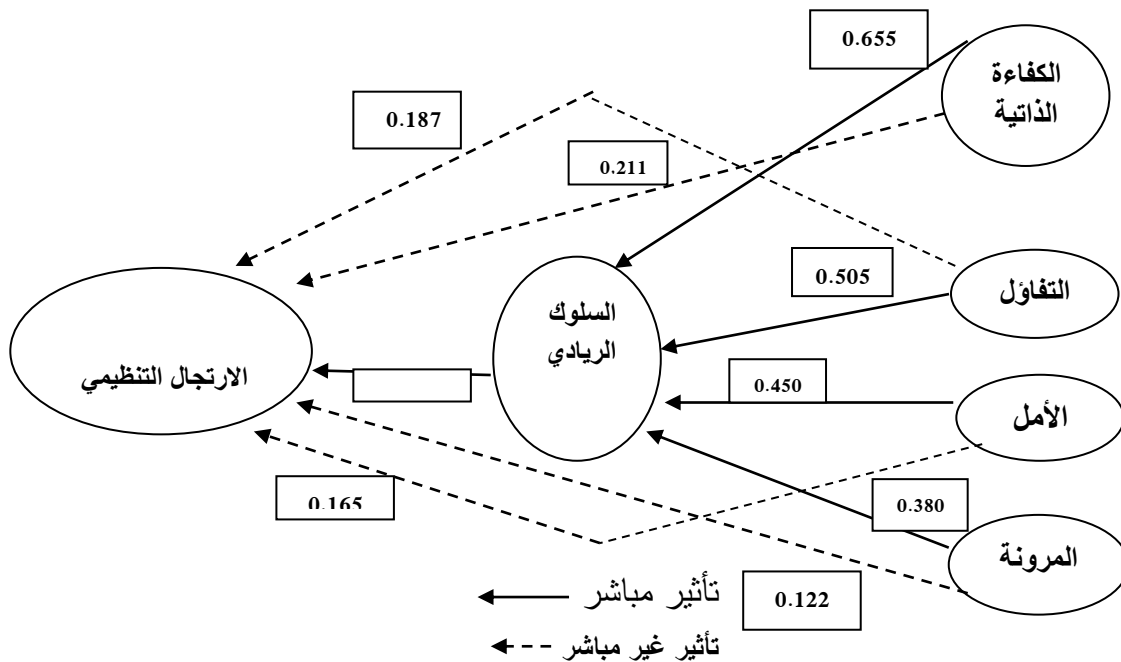 0.655
الكفاءة
الذاتية
0.187
0.211
التفاؤل
0.505
السلوك
الريادي
الارتجال التنظيمي
0.450
الأمل
0.165
0.380
المرونة
تأثير مباشر
0.122
تأثير غير مباشر